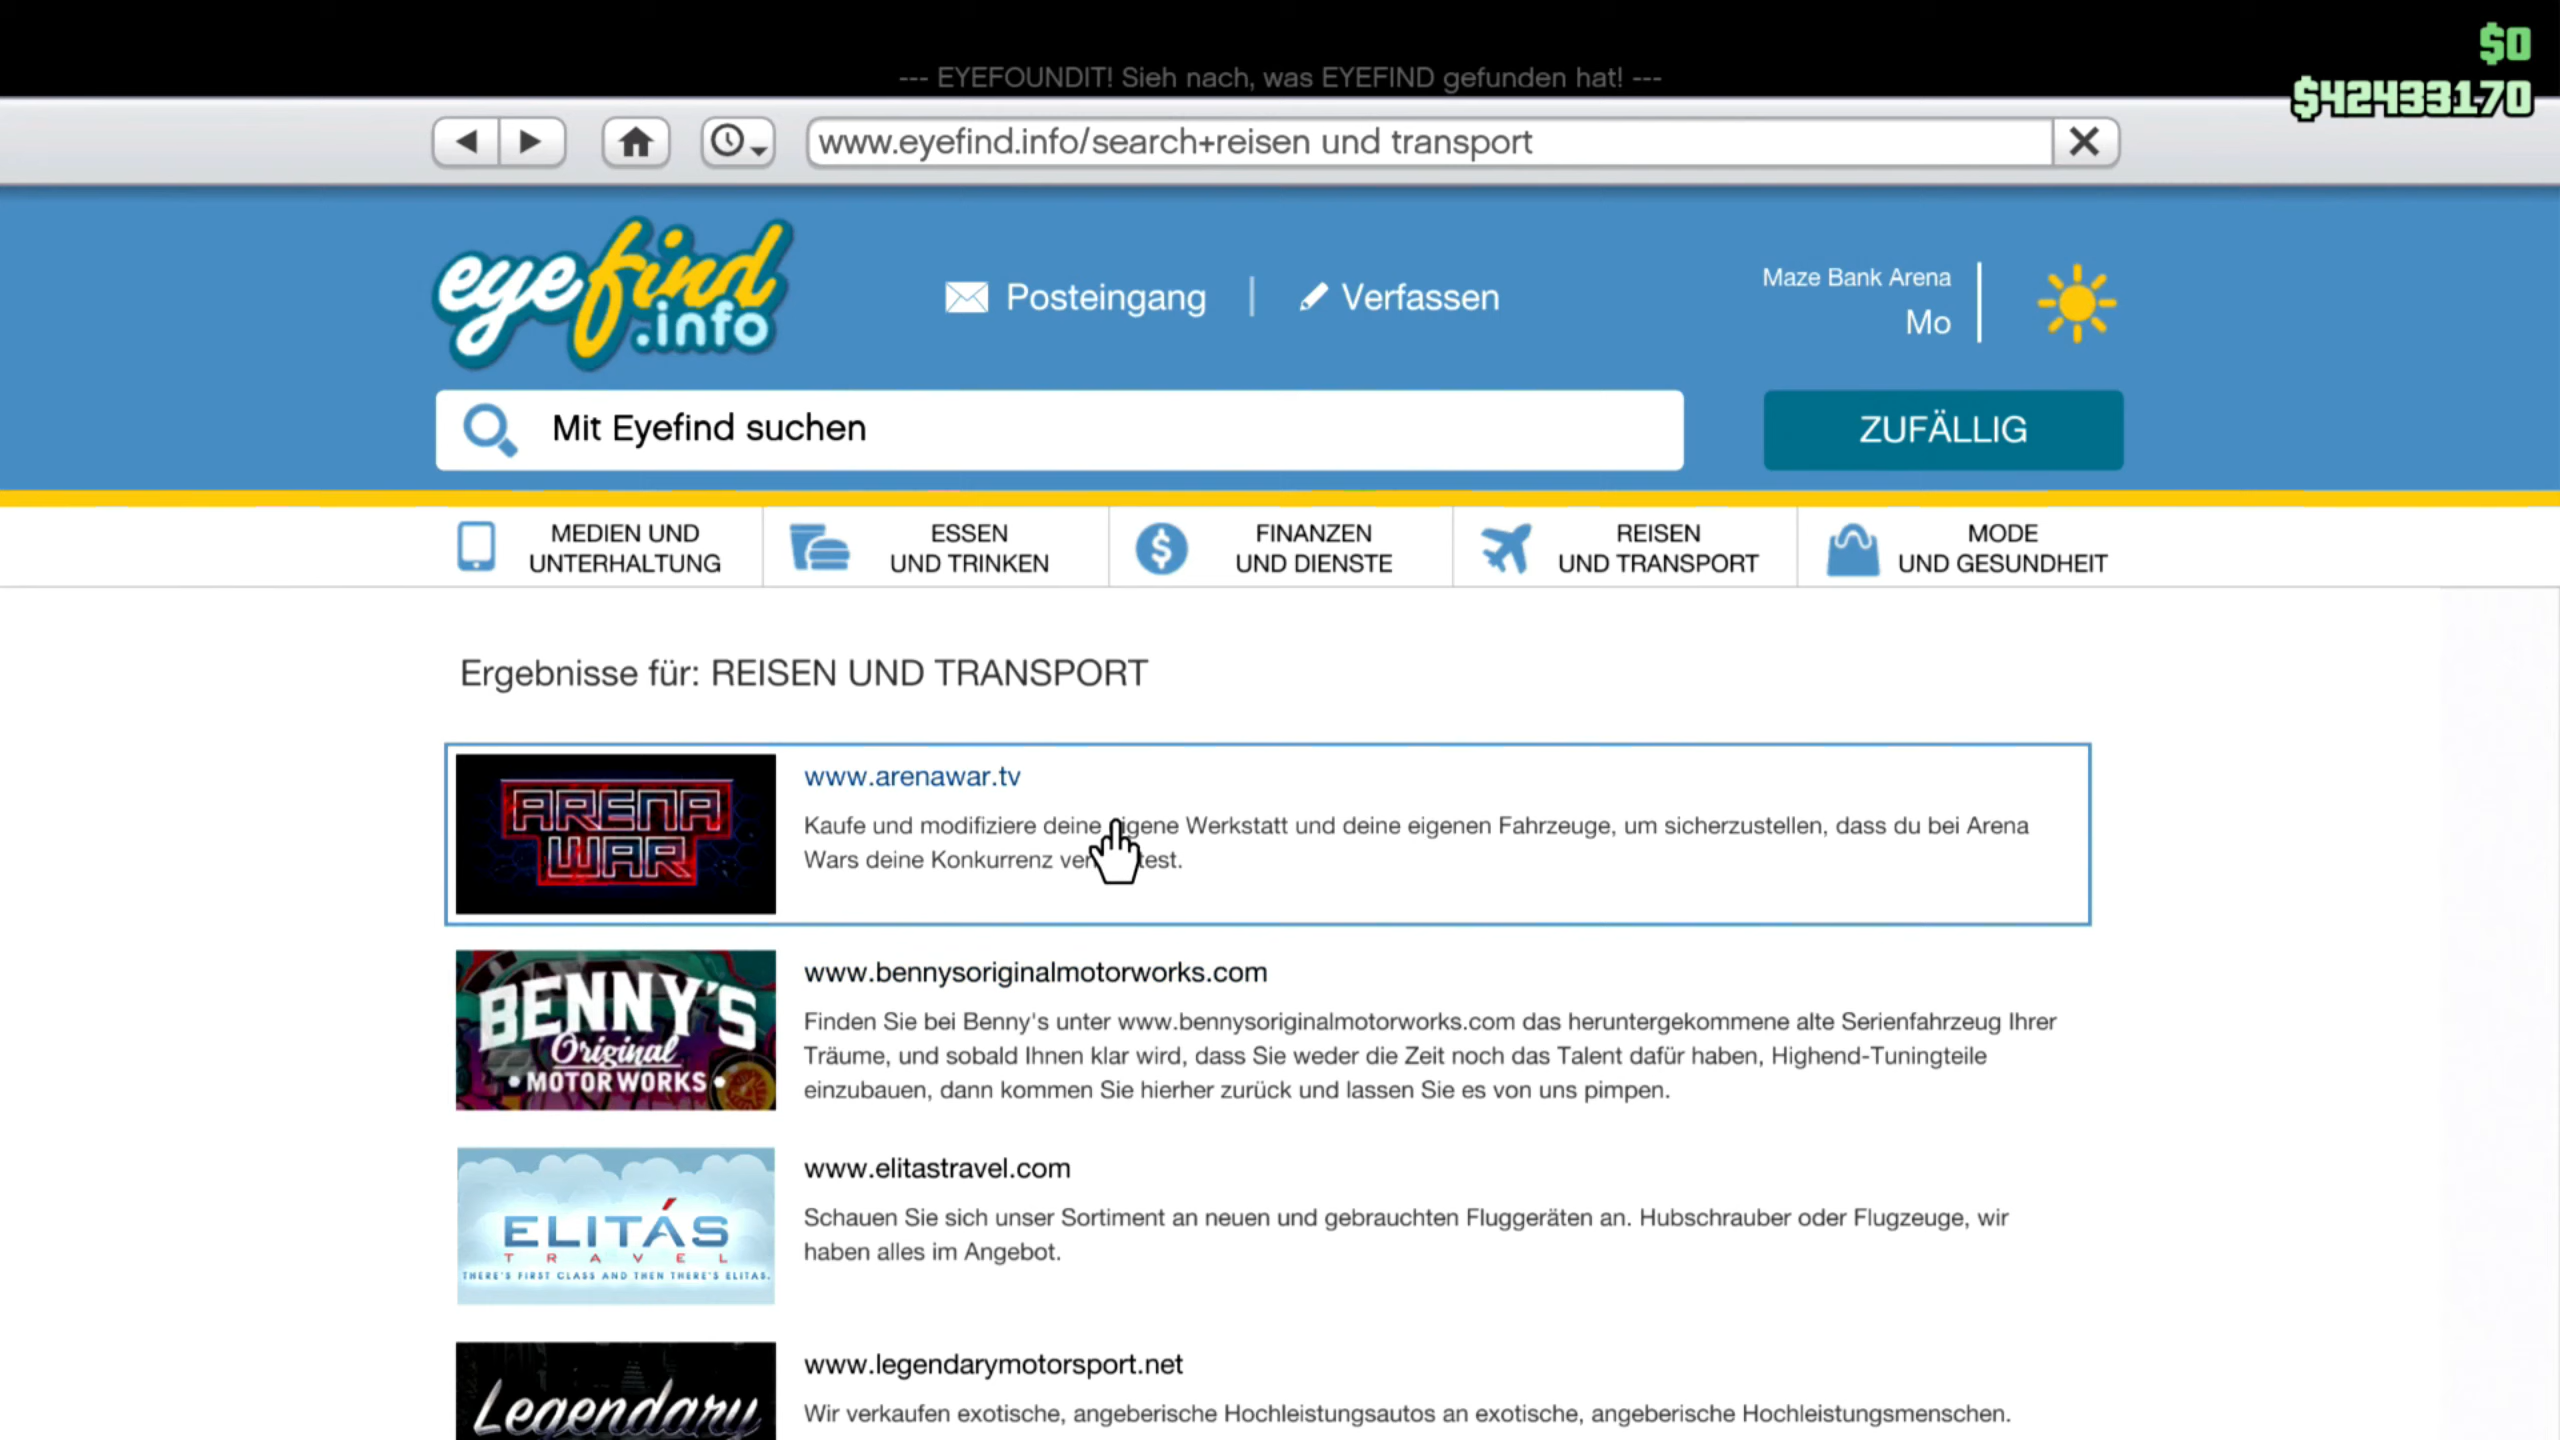 $0
--- EYEFOUNDIT! Sieh nach, was EYEFIND gefunden hat! ---
$42433170
www.eyefind.info/search+reisen und transport
eyefind
.info
Posteingang
Verfassen
Maze Bank Arena
Mo
Mit Eyefind suchen
ZUFÄLLIG
MEDIEN UND
UNTERHALTUNG
ESSEN
UND TRINKEN
FINANZEN
UND DIENSTE
REISEN
UND TRANSPORT
MODE
UND GESUNDHEIT
Ergebnisse für: REISEN UND TRANSPORT
ARENA
WAR
www.arenawar.tv
Kaufe und modifiziere deine eigene Werkstatt und deine eigenen Fahrzeuge, um sicherzustellen, dass du bei Arena
Wars deine Konkurrenz
BENNY'S
Original
MOTOR WORKS
www.bennysoriginalmotorworks.com
Finden Sie bei Benny's unter www.bennysoriginalmotorworks.com das heruntergekommene alte Serienfahrzeug Ihrer
Träume, und sobald Ihnen klar wird, dass Sie weder die Zeit noch das Talent dafür haben, Highend-Tuningteile
einzubauen, dann kommen Sie hierher zurück und lassen Sie es von uns pimpen.
ELITÁS
TRAVEL
THERE'S FIRST CLASS AND THEN THERE'S ELITAS.
www.elitastravel.com
Schauen Sie sich unser Sortiment an neuen und gebrauchten Fluggeräten an. Hubschrauber oder Flugzeuge, wir
haben alles im Angebot.
Legendary
www.legendarymotorsport.net
Wir verkaufen exotische, angeberische Hochleistungsautos an exotische, angeberische Hochleistungsmenschen.